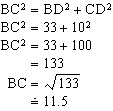 BC² = BD² + CD²
BC² = 33 + 10²
BC² = 33 + 100
= 133
BC = √133
≐ 11.5